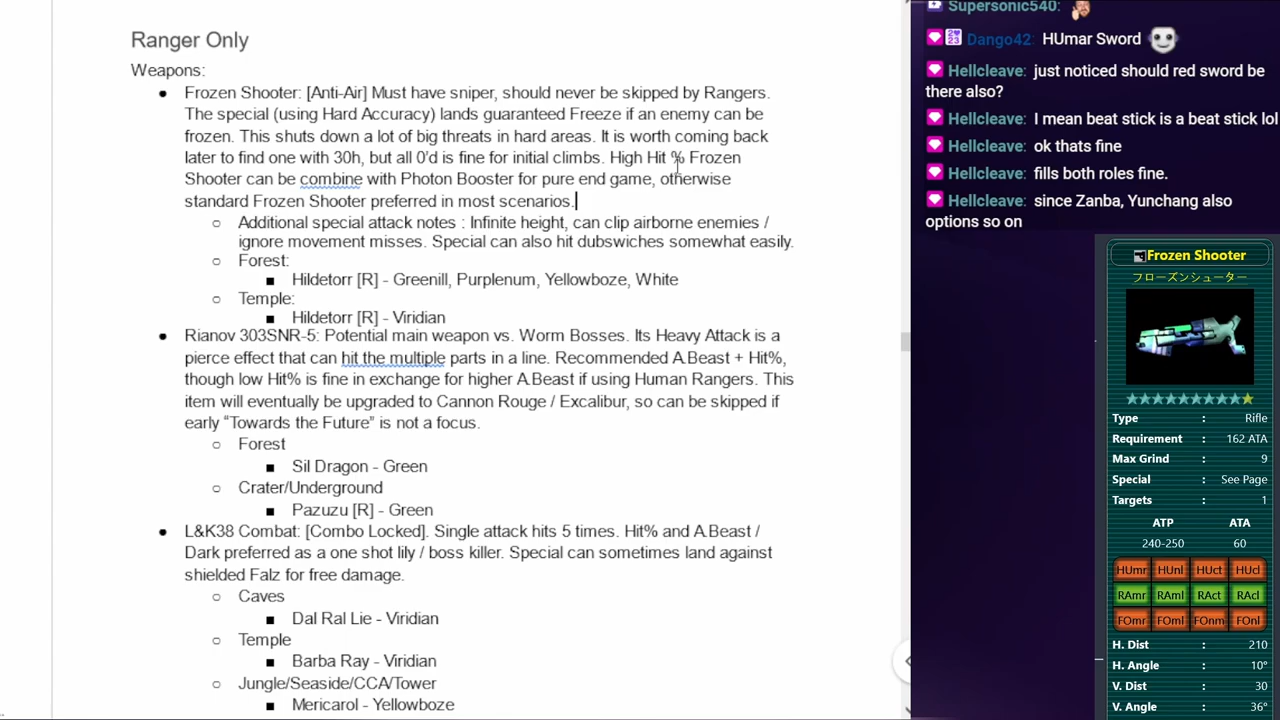 Ranger Only
Weapons:
● Frozen Shooter: [Anti-Air] Must have sniper, should never be skipped by Rangers.
The special (using Hard Accuracy) lands guaranteed Freeze if an enemy can be
frozen. This shuts down a lot of big threats in hard areas. It is worth coming back
later to find one with 30h, but all 0'd is fine for initial climbs. High Hit % Frozen
Shooter can be combine with Photon Booster for pure end game, otherwise
standard Frozen Shooter preferred in most scenarios.
○ Additional special attack notes : Infinite height, can clip airborne enemies /
ignore movement misses. Special can also hit dubswiches somewhat easily.
○ Forest:
■ Hildetorr [R] - Greenill, Purplenum, Yellowboze, White
○ Temple:
■ Hildetorr [R] - Viridian
● Rianov 303SNR-5: Potential main weapon vs. Worm Bosses. Its Heavy Attack is a
pierce effect that can hit the multiple parts in a line. Recommended A.Beast + Hit%,
though low Hit% is fine in exchange for higher A.Beast if using Human Rangers. This
item will eventually be upgraded to Cannon Rouge / Excalibur, so can be skipped if
early “Towards the Future” is not a focus.
○ Forest
■ Sil Dragon - Green
○ Crater/Underground
■ Pazuzu [R] - Green
● L&K38 Combat: [Combo Locked]. Single attack hits 5 times. Hit% and A.Beast /
Dark preferred as a one shot lily / boss killer. Special can sometimes land against
shielded Falz for free damage.
○ Caves
■ Dal Ral Lie - Viridian
○ Temple
■ Barba Ray - Viridian
○ Jungle/Seaside/CCA/Tower
■ Mericarol - Yellowboze
Supersonic540:
Dango42: HUmar Sword
Hellcleave: just noticed should red sword be
there also?
Hellcleave: I mean beat stick is a beat stick lol
Hellcleave: ok thats fine
Hellcleave: fills both roles fine.
Hellcleave: since Zanba, Yunchang also
options so on
Frozen Shooter
フローズンシューター
Type : Rifle
Requirement : 162 ATA
Max Grind : 9
Special : See Page
Targets : 1
ATP ATA
240-250 60
HUmr HUnl HUct HUcl
RAmr RAml RAct RAcl
FOmr FOml FOnm FOnl
H. Dist : 210
H. Angle : 10°
V. Dist : 30
V. Angle : 36°